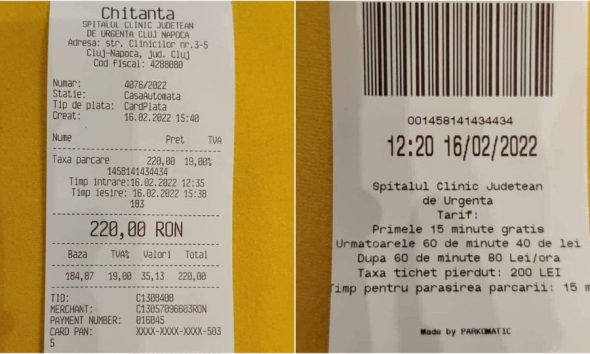 Chitanta
SPITALUL CLINIC JUDETEAN
DE URGENTA CLUJ NAPOCA
Adresa: str. Clinicilor nr.3-5
Cluj-Napoca, jud. Cluj
Cod fiscal: 4288080
Numar: 4076/2022
Statie: CasaAutomata
Tip de plata: CardPlata
Creat: 16.02.2022 15:40
Nume Pret TVA
Taxa parcare 220,00 19,00%
1458141434434
Timp intrare:16.02.2022 12:35
Timp iesire: 16.02.2022 15:38
183
220,00 RON
Baza TVA% Valori Total
184,87 19,00 35,13 220,00
TID: C1308400
MERCHANT: C13057096603RON
PAYMENT NUMBER: 016845
CARD PAN: XXXX-XXXX-XXXX-503
5
001458141434434
12:20 16/02/2022
Spitalul Clinic Judetean
de Urgenta
Tarif:
Primele 15 minute gratis
Urmatoarele 60 de minute 40 de lei
Dupa 60 de minute 80 Lei/ora
Taxa tichet pierdut: 200 LEI
Timp pentru parasirea parcarii: 15 m
Made by PARKOMATIC